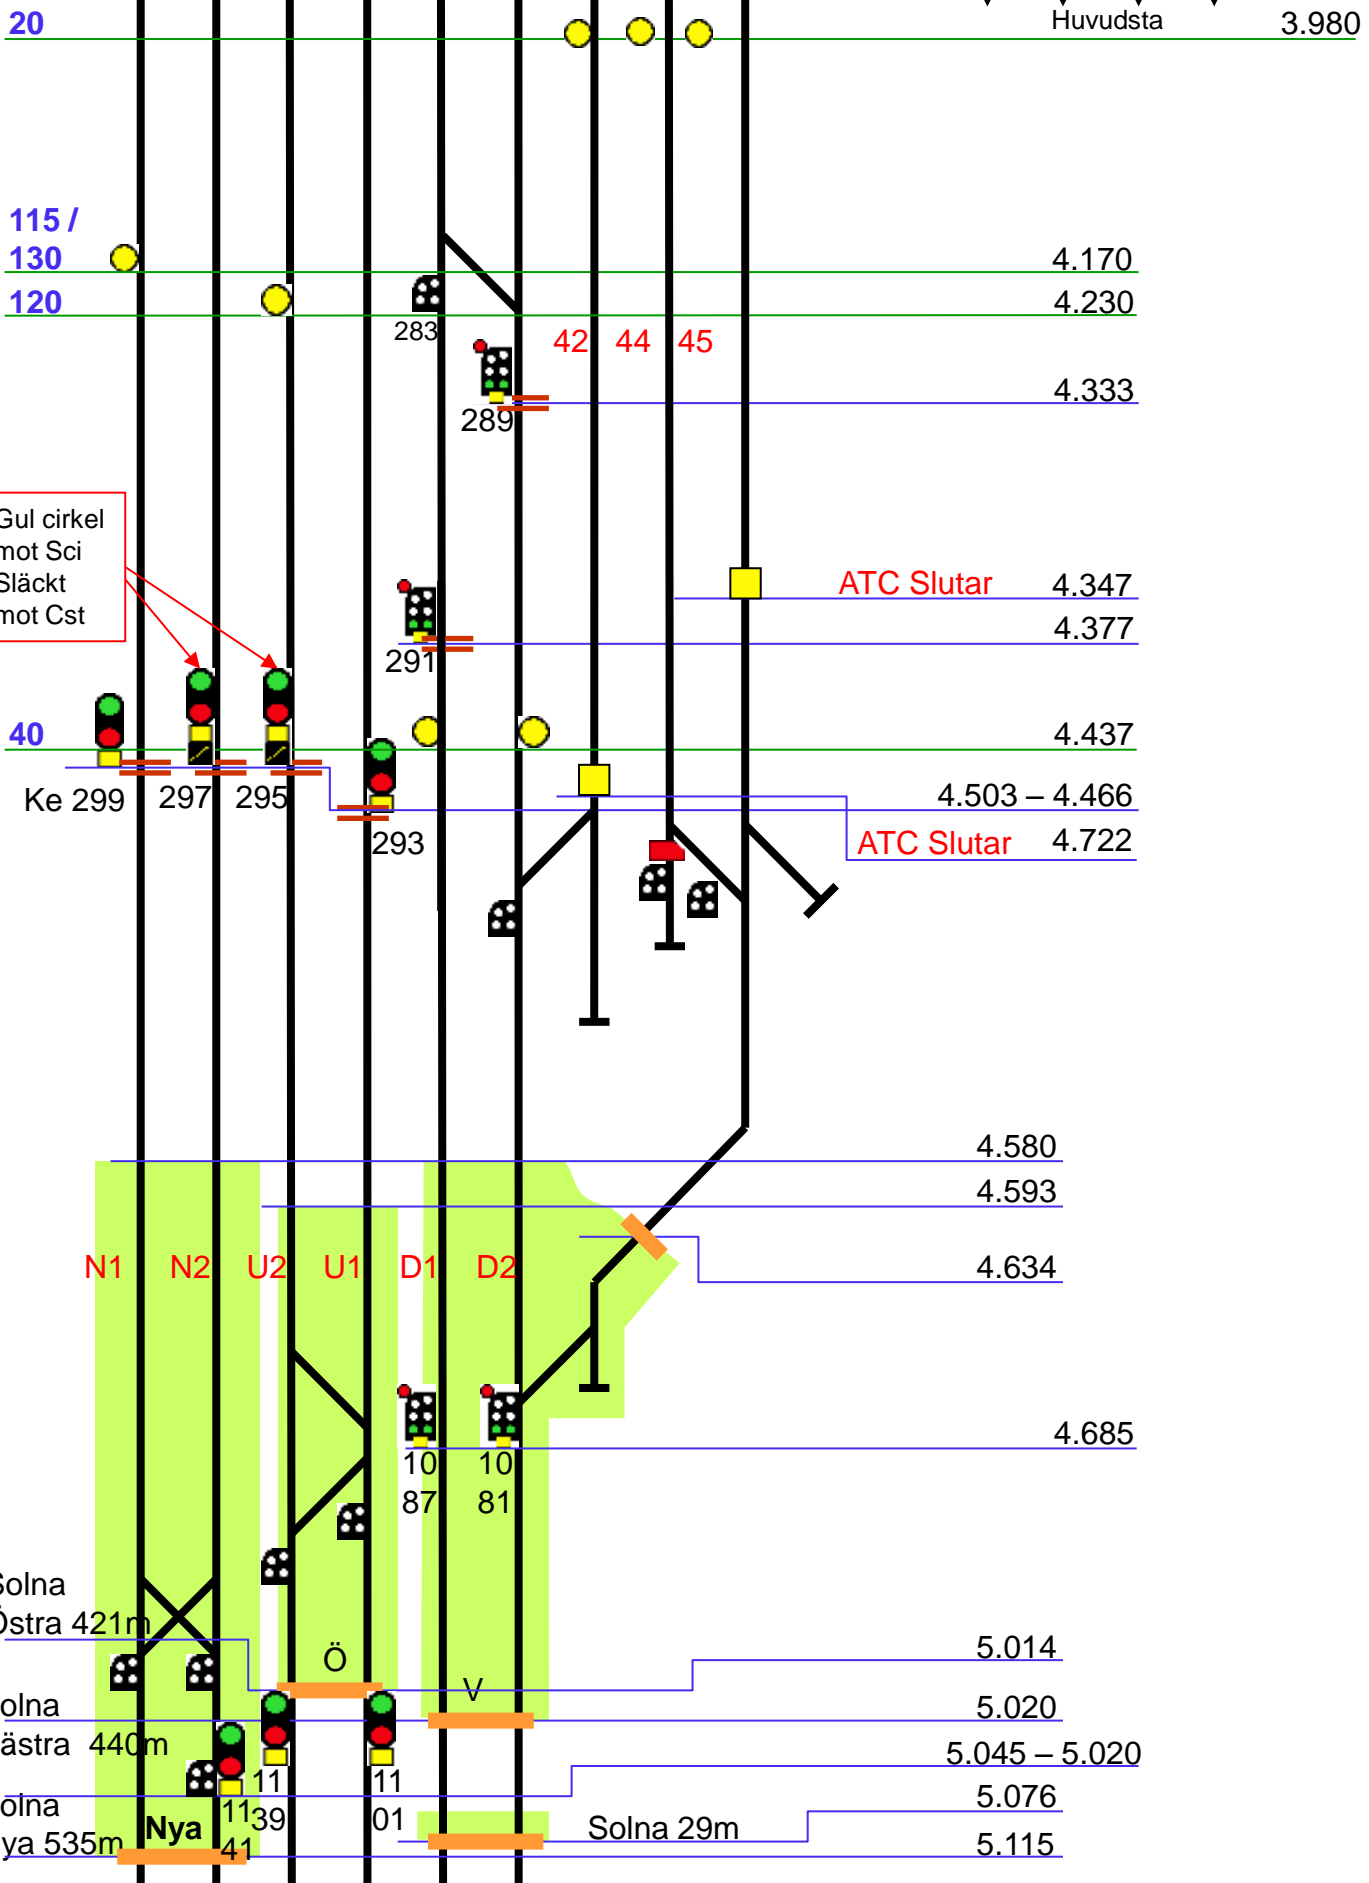 20
Huvudsta 3.980
115 /
130 4.170
120 4.230
283
42 44 45
4.333
289
Gul cirkel
mot Sci
Släckt
mot Cst
ATC Slutar 4.347
4.377
291
40 4.437
Ke 299 297 295 4.503 – 4.466
293 ATC Slutar 4.722
4.580
4.593
N1 N2 U2 U1 D1 D2 4.634
4.685
10 10
87 81
Solna
Östra 421m
Ö 5.014
V
olna 5.020
ästra 440m
5.045 – 5.020
11 11
olna 5.076
11 39 01
Nya Solna 29m
ya 535m 41 5.115